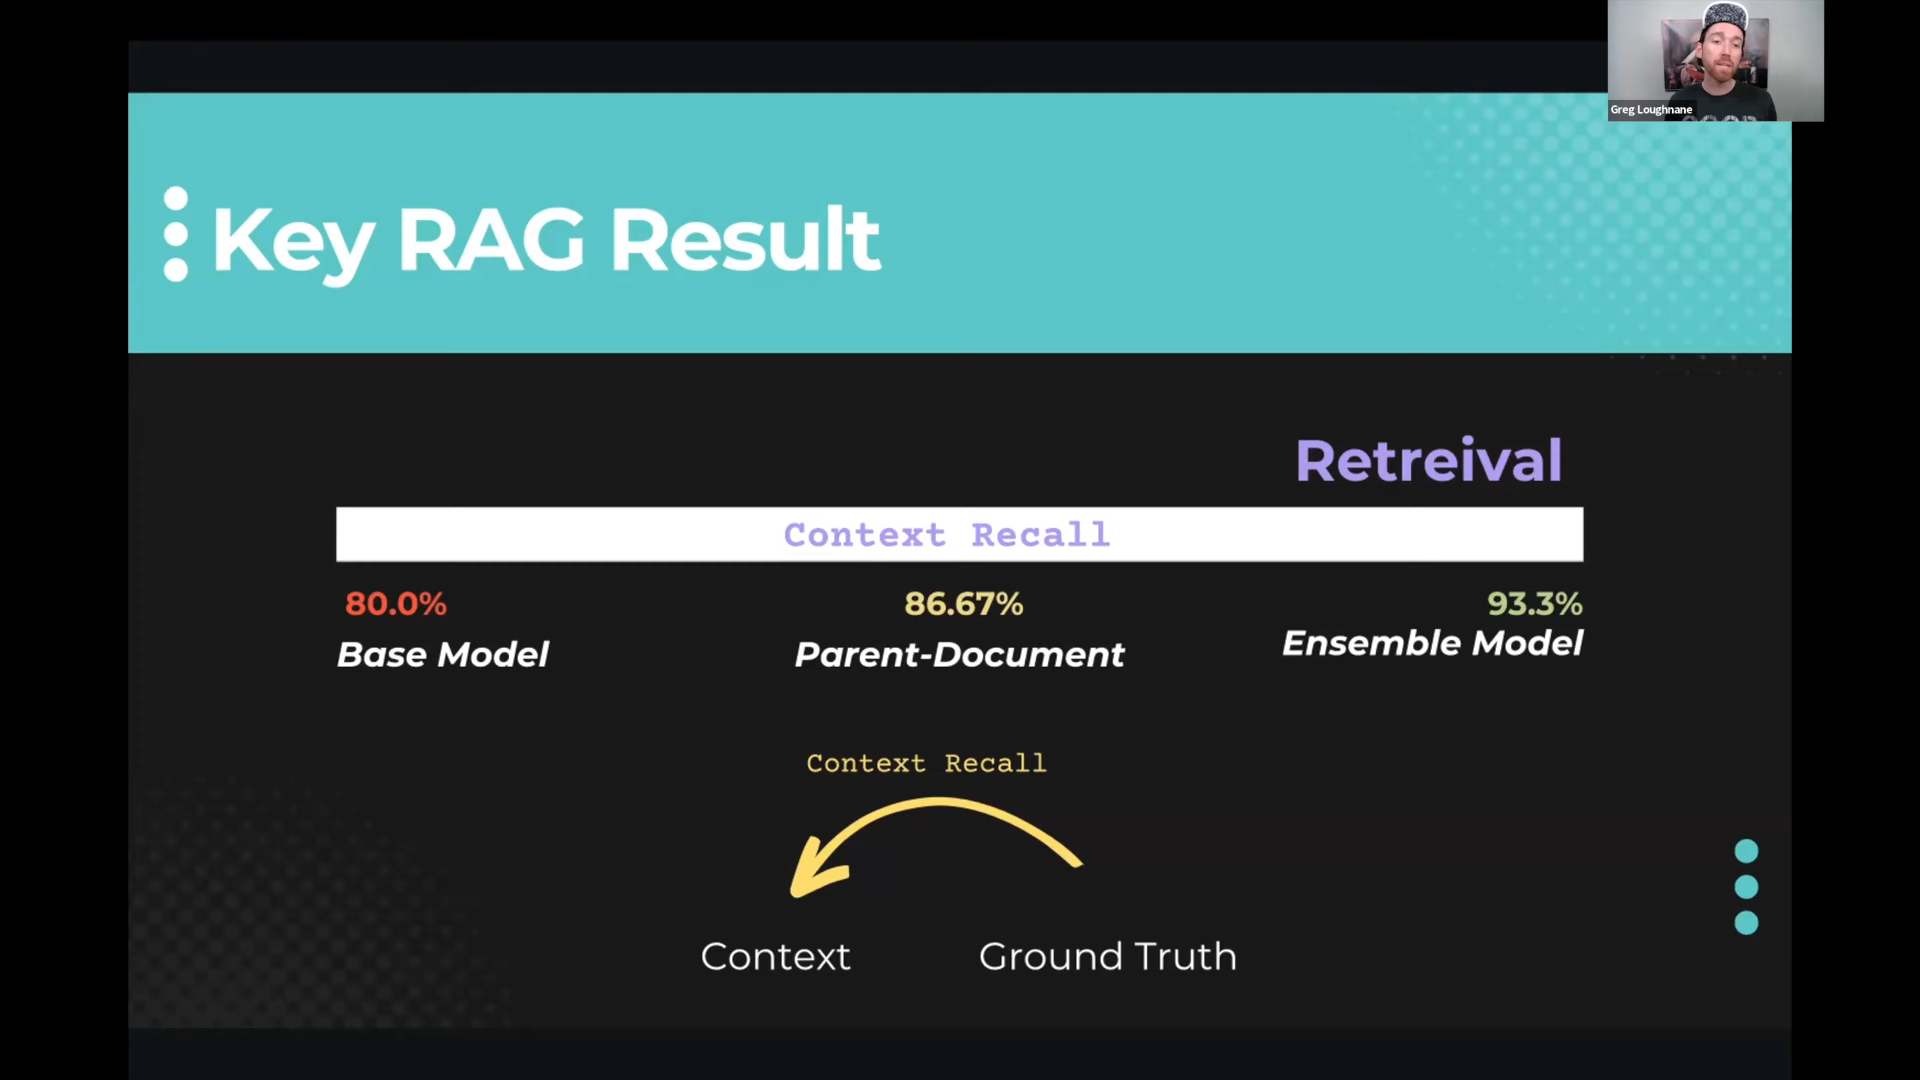 Greg Loughnane
Key RAG Result
Retreival
Context Recall
80.0%
86.67%
93.3%
Base Model
Parent-Document
Ensemble Model
Context Recall
Context
Ground Truth